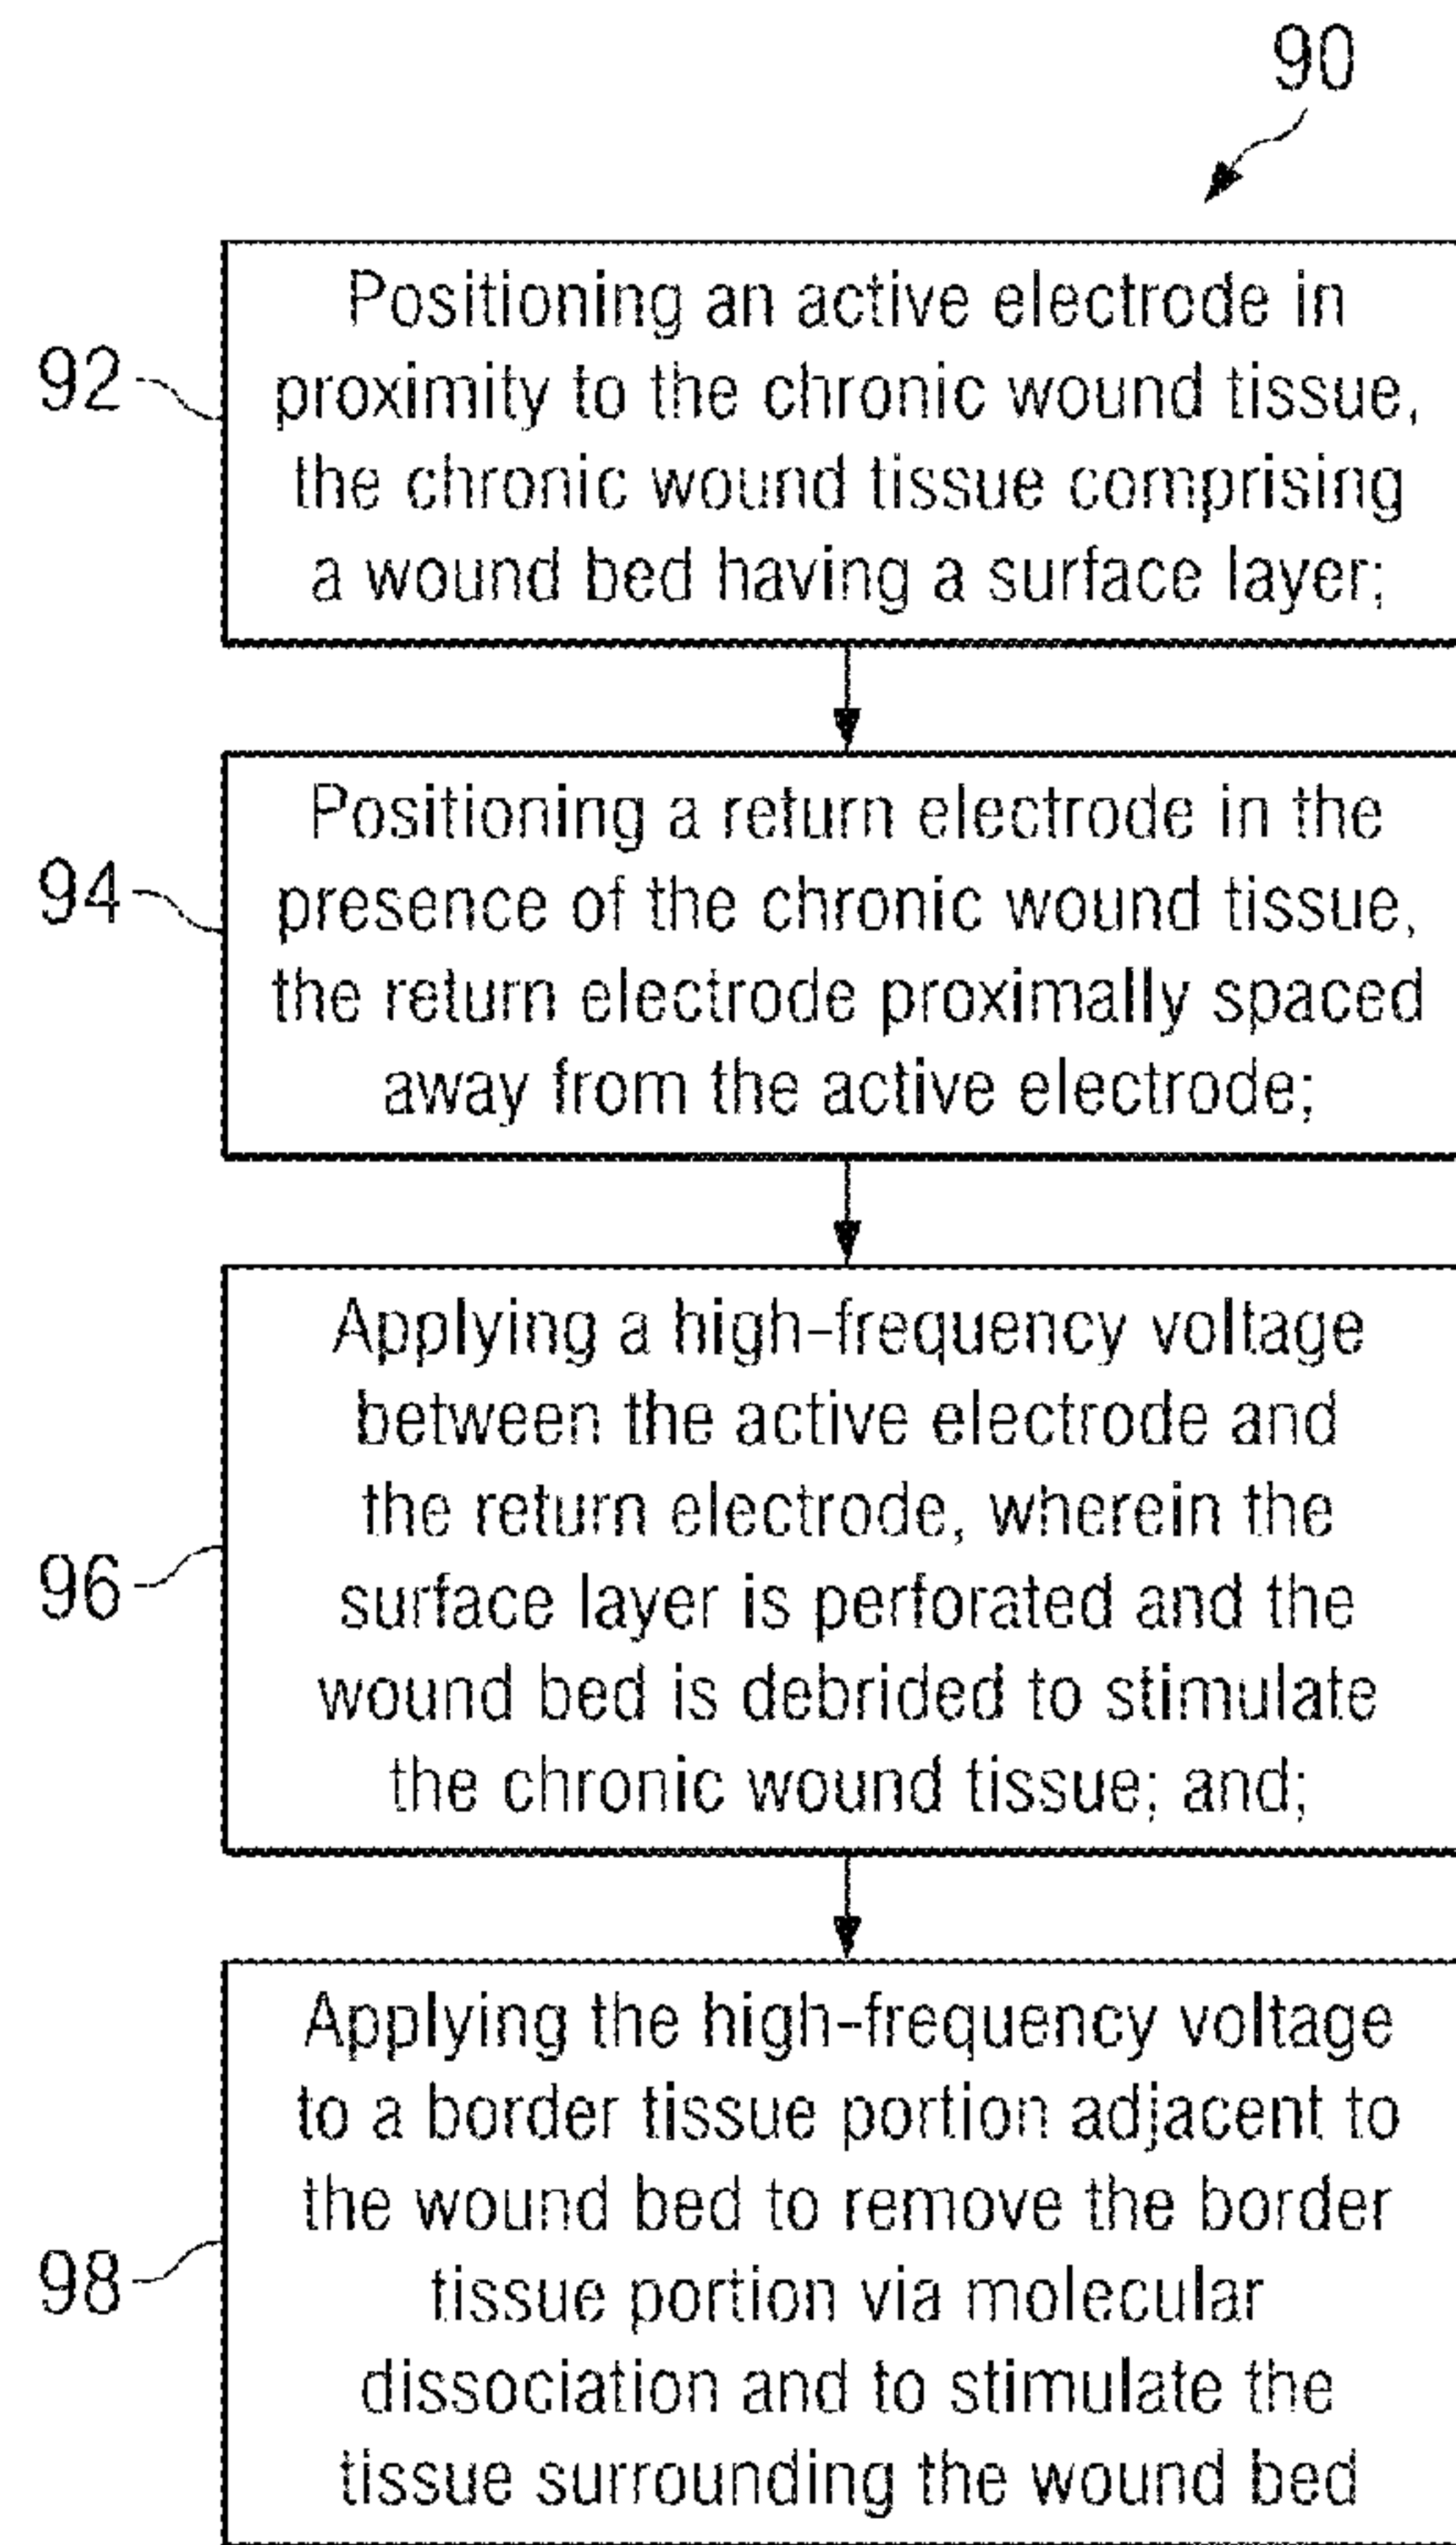 90
92
Positioning an active electrode in
proximity to the chronic wound tissue,
the chronic wound tissue comprising
a wound bed having a surface layer;
94
Positioning a return electrode in the
presence of the chronic wound tissue,
the return electrode proximally spaced
away from the active electrode;
96
Applying a high-frequency voltage
between the active electrode and
the return electrode, wherein the
surface layer is perforated and the
wound bed is debrided to stimulate
the chronic wound tissue; and;
98
Applying the high-frequency voltage
to a border tissue portion adjacent to
the wound bed to remove the border
tissue portion via molecular
dissociation and to stimulate the
tissue surrounding the wound bed